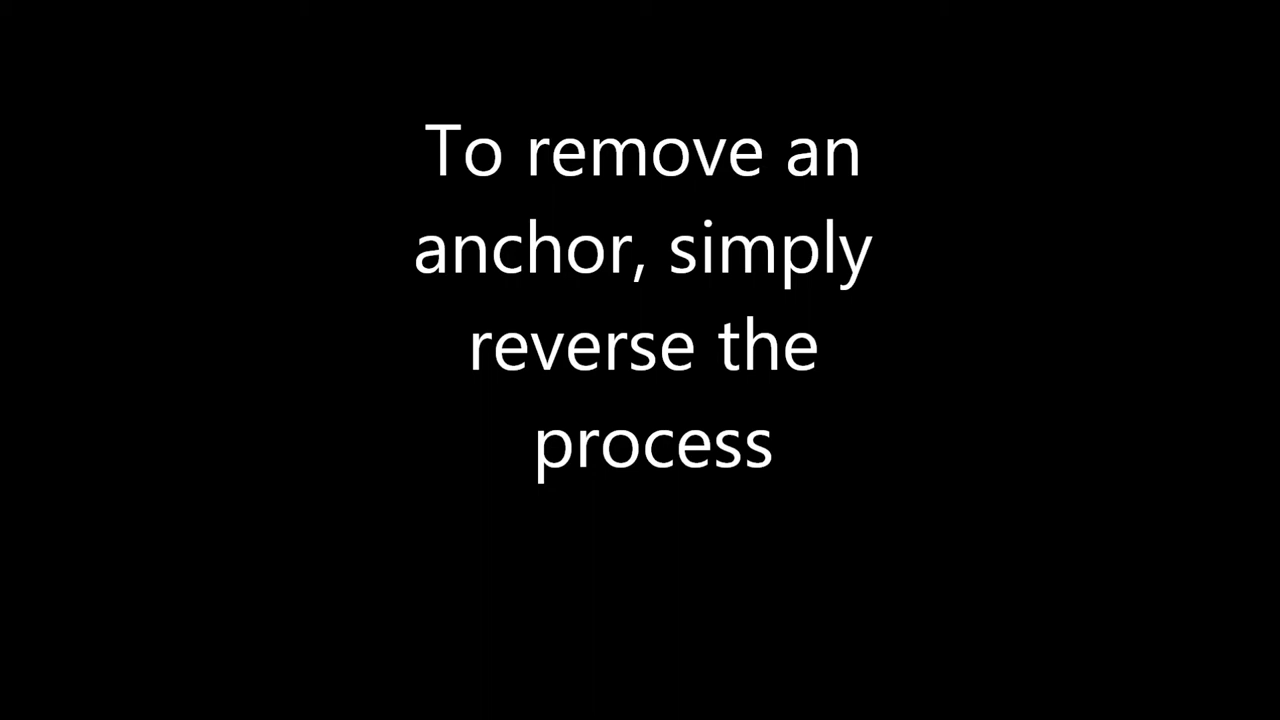 To remove an
anchor, simply
reverse the
process